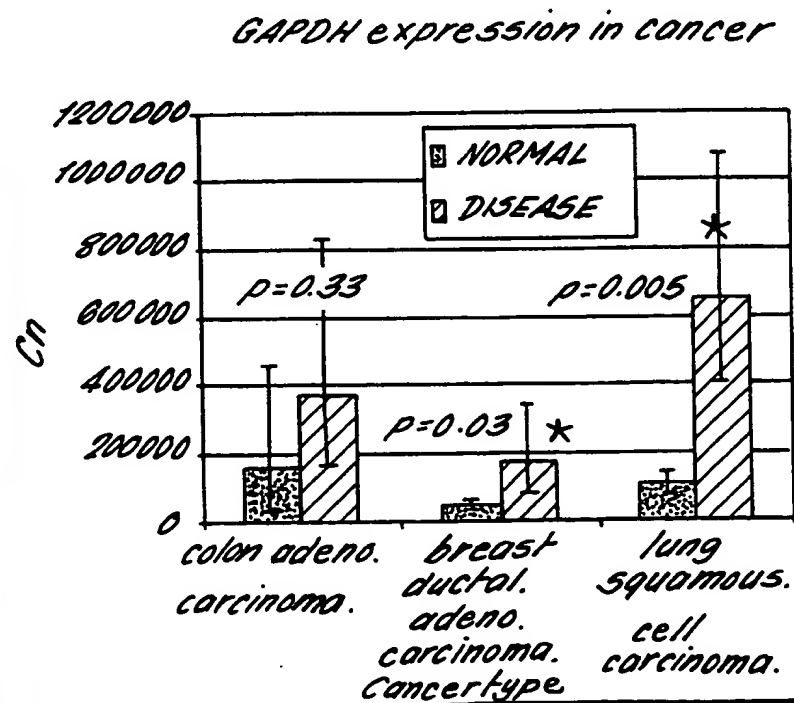 GAPDH expression in cancer
1200000
1000000
800000
600000
400000
200000
0
Cn
NORMAL
DISEASE
p=0.33
p=0.03 *
p=0.005
*
colon adeno.
carcinoma.
breast
ductal.
adeno.
carcinoma.
lung
squamous.
cell
carcinoma.
Cancertype